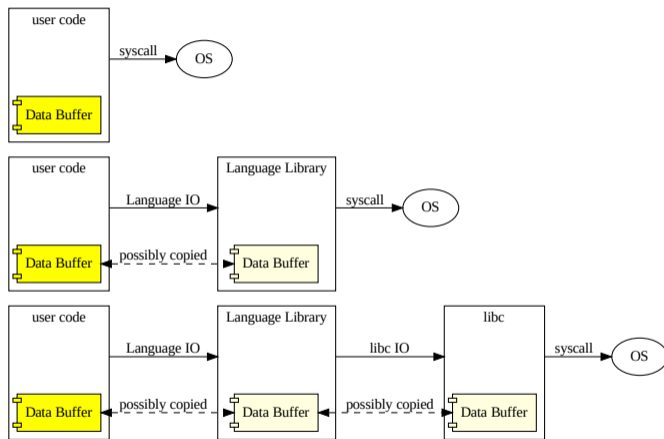 user code
syscall
OS
Data Buffer
user code
Language Library
Language IO
syscall
OS
possibly copied
Data Buffer
Data Buffer
user code
Language Library
libc
Language IO
libc IO
syscall
OS
possibly copied
possibly copied
Data Buffer
Data Buffer
Data Buffer